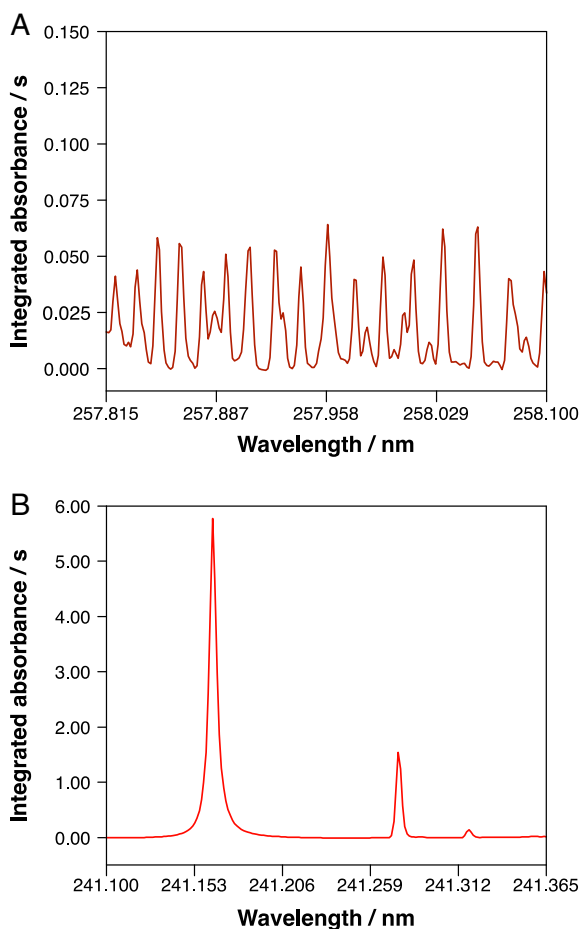 A
Integrated absorbance / s
0.150
0.125
0.100
0.075
0.050
0.025
0.000
257.815 257.887 257.958 258.029 258.100
Wavelength / nm
B
Integrated absorbance / s
6.00
5.00
4.00
3.00
2.00
1.00
0.00
241.100 241.153 241.206 241.259 241.312 241.365
Wavelength / nm